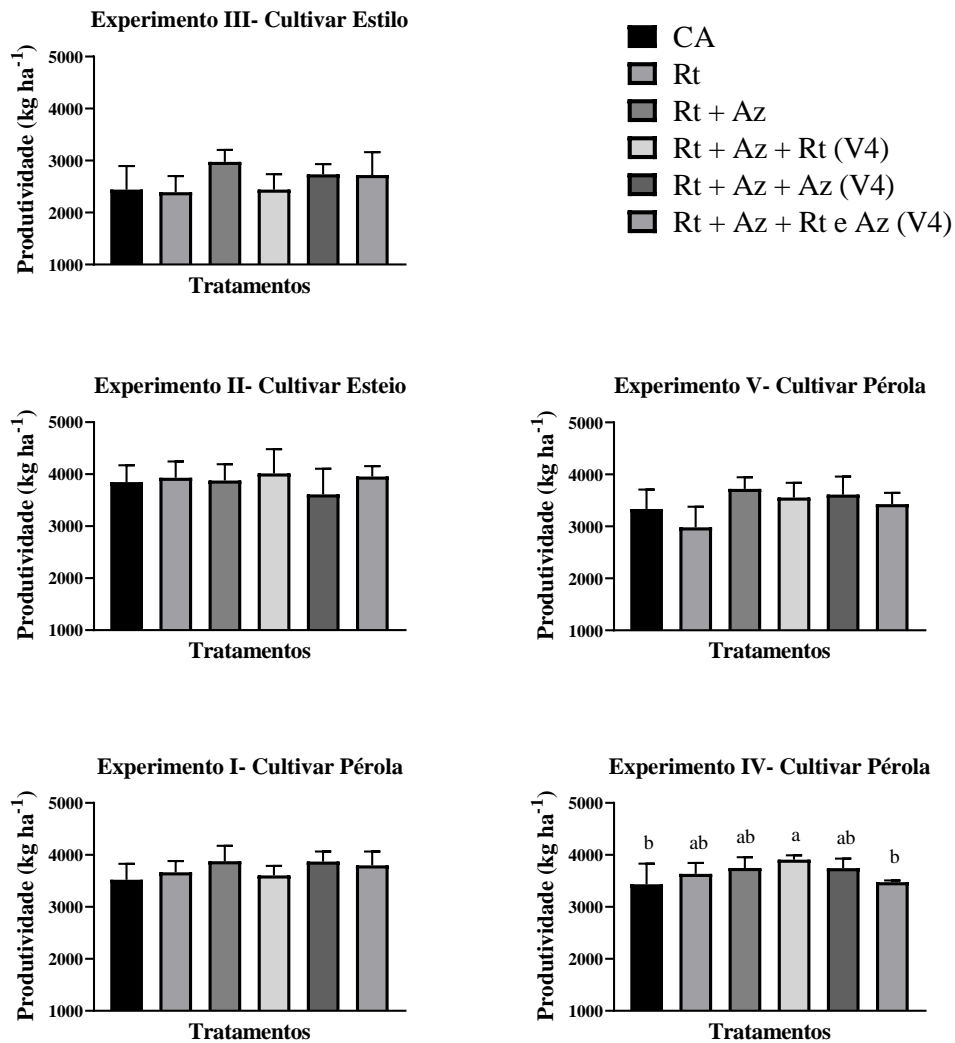 Experimento III- Cultivar Estilo
Produtividade (kg ha-1)
5000
4000
3000
2000
1000
Tratamentos
CA
Rt
Rt + Az
Rt + Az + Rt (V4)
Rt + Az + Az (V4)
Rt + Az + Rt e Az (V4)
Experimento II- Cultivar Esteio
Produtividade (kg ha-1)
5000
4000
3000
2000
1000
Tratamentos
Experimento V- Cultivar Pérola
Produtividade (kg ha-1)
5000
4000
3000
2000
1000
Tratamentos
Experimento I- Cultivar Pérola
Produtividade (kg ha-1)
5000
4000
3000
2000
1000
Tratamentos
Experimento IV- Cultivar Pérola
Produtividade (kg ha-1)
5000
4000
3000
2000
1000
b ab ab a ab b
Tratamentos